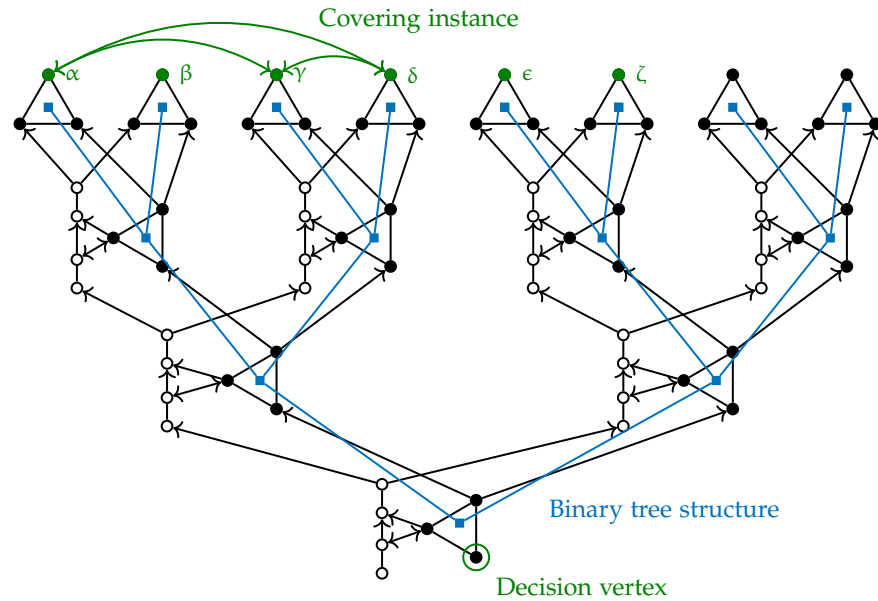 Covering instance
α β γ δ ϵ ζ
Binary tree structure
Decision vertex